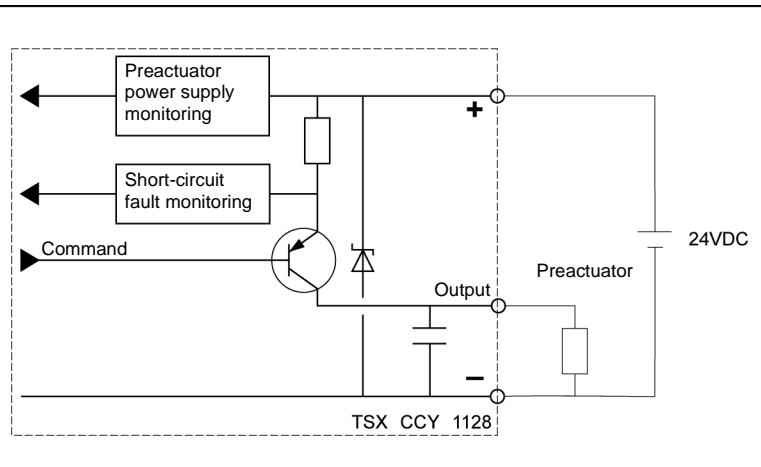 Preactuator
power supply
monitoring
+
Short-circuit
fault monitoring
Command
24VDC
Preactuator
Output
−
TSX CCY 1128